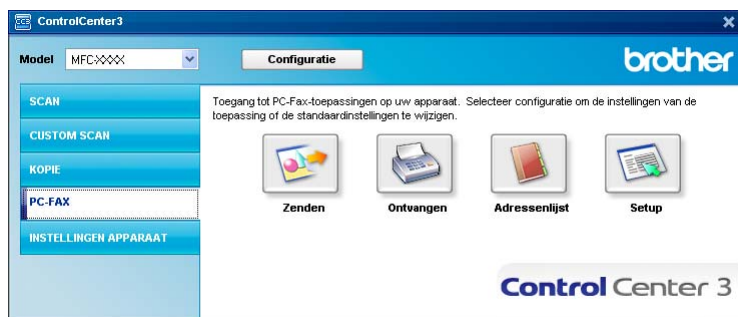 CC3 ControlCenter3
Model MFC-XXXX Configuratie brother
SCAN
CUSTOM SCAN
KOPIE
PC-FAX
INSTELLINGEN APPARAAT
Toegang tot PC-Fax-toepassingen op uw apparaat. Selecteer configuratie om de instellingen van de
toepassing of de standaardinstellingen te wijzigen.
Zenden Ontvangen Adressenlijst Setup
Control Center 3